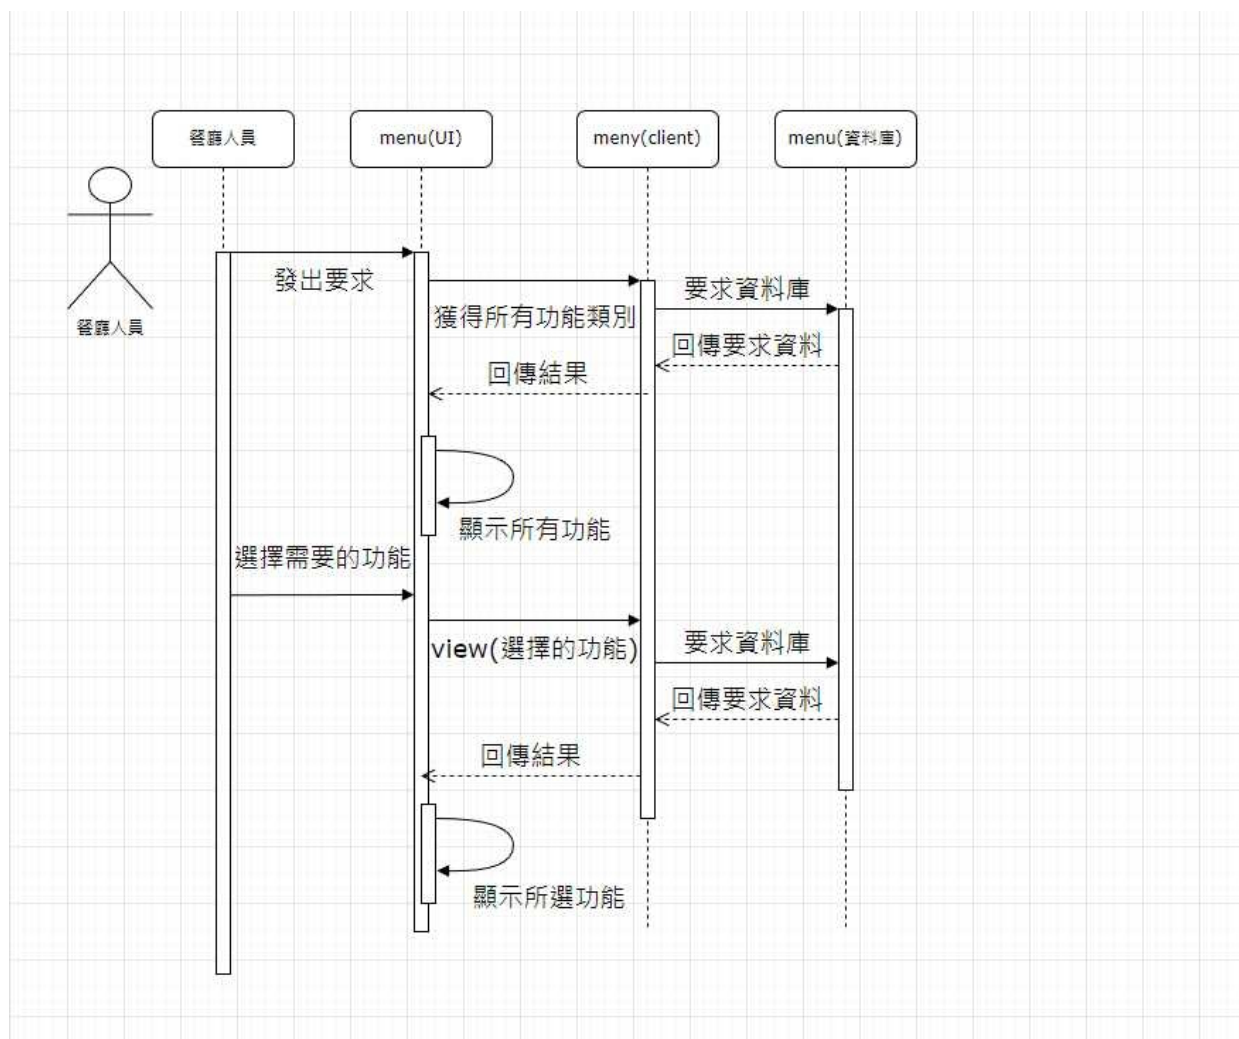 餐廳人員
menu(UI)
meny(client)
menu(資料庫)
餐廳人員
發出要求
獲得所有功能類別
要求資料庫
回傳要求資料
回傳結果
顯示所有功能
選擇需要的功能
view(選擇的功能)
要求資料庫
回傳要求資料
回傳結果
顯示所選功能